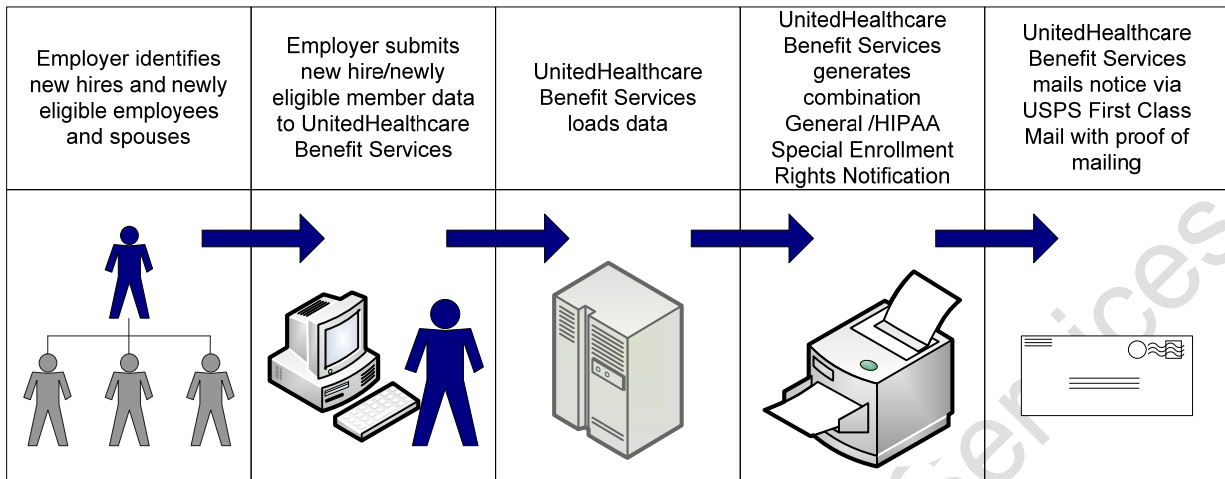 Employer identifies
new hires and newly
eligible employees
and spouses
Employer submits
new hire/newly
eligible member data
to UnitedHealthcare
Benefit Services
UnitedHealthcare
Benefit Services
loads data
UnitedHealthcare
Benefit Services
generates
combination
General /HIPAA
Special Enrollment
Rights Notification
UnitedHealthcare
Benefit Services
mails notice via
USPS First Class
Mail with proof of
mailing
Services